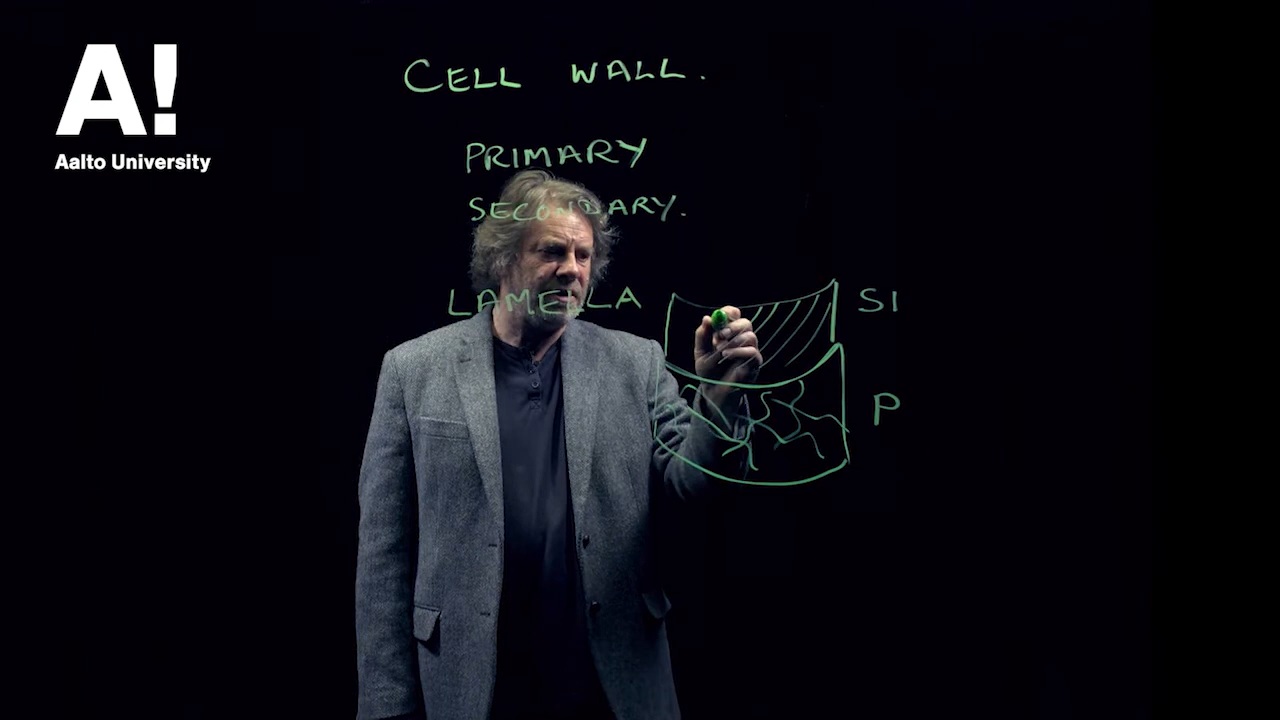 A!
Aalto University
CELL WALL.
PRIMARY
SECONDARY.
LAMELLA
S1
P